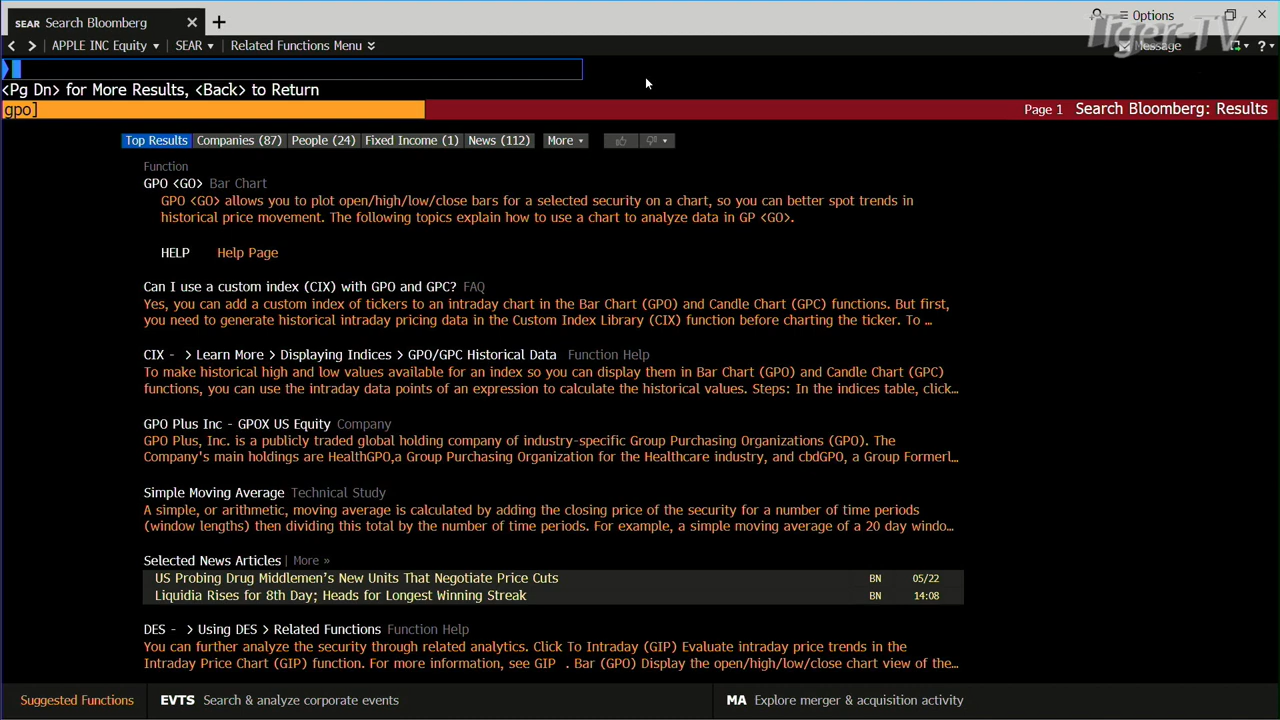 SEAR Search Bloomberg
Options
APPLE INC Equity SEAR Related Functions Menu
Message
Tiger-TV
<Pg Dn> for More Results, <Back> to Return
gpo] Page 1 Search Bloomberg: Results
Top Results Companies (87) People (24) Fixed Income (1) News (112) More
Function
GPO <GO> Bar Chart
GPO <GO> allows you to plot open/high/low/close bars for a selected security on a chart, so you can better spot trends in
historical price movement. The following topics explain how to use a chart to analyze data in GP <GO>.
HELP Help Page
Can I use a custom index (CIX) with GPO and GPC? FAQ
Yes, you can add a custom index of tickers to an intraday chart in the Bar Chart (GPO) and Candle Chart (GPC) functions. But first,
you need to generate historical intraday pricing data in the Custom Index Library (CIX) function before charting the ticker. To ...
CIX - > Learn More > Displaying Indices > GPO/GPC Historical Data Function Help
To make historical high and low values available for an index so you can display them in Bar Chart (GPO) and Candle Chart (GPC)
functions, you can use the intraday data points of an expression to calculate the historical values. Steps: In the indices table, click...
GPO Plus Inc - GPOX US Equity Company
GPO Plus, Inc. is a publicly traded global holding company of industry-specific Group Purchasing Organizations (GPO). The
Company's main holdings are HealthGPO,a Group Purchasing Organization for the Healthcare industry, and cbdGPO, a Group Formerl...
Simple Moving Average Technical Study
A simple, or arithmetic, moving average is calculated by adding the closing price of the security for a number of time periods
(window lengths) then dividing this total by the number of time periods. For example, a simple moving average of a 20 day windo...
Selected News Articles | More »
US Probing Drug Middlemen's New Units That Negotiate Price Cuts BN 05/22
Liquidia Rises for 8th Day; Heads for Longest Winning Streak BN 14:08
DES - > Using DES > Related Functions Function Help
You can further analyze the security through related analytics. Click To Intraday (GIP) Evaluate intraday price trends in the
Intraday Price Chart (GIP) function. For more information, see GIP . Bar (GPO) Display the open/high/low/close chart view of the...
Suggested Functions EVTS Search & analyze corporate events MA Explore merger & acquisition activity